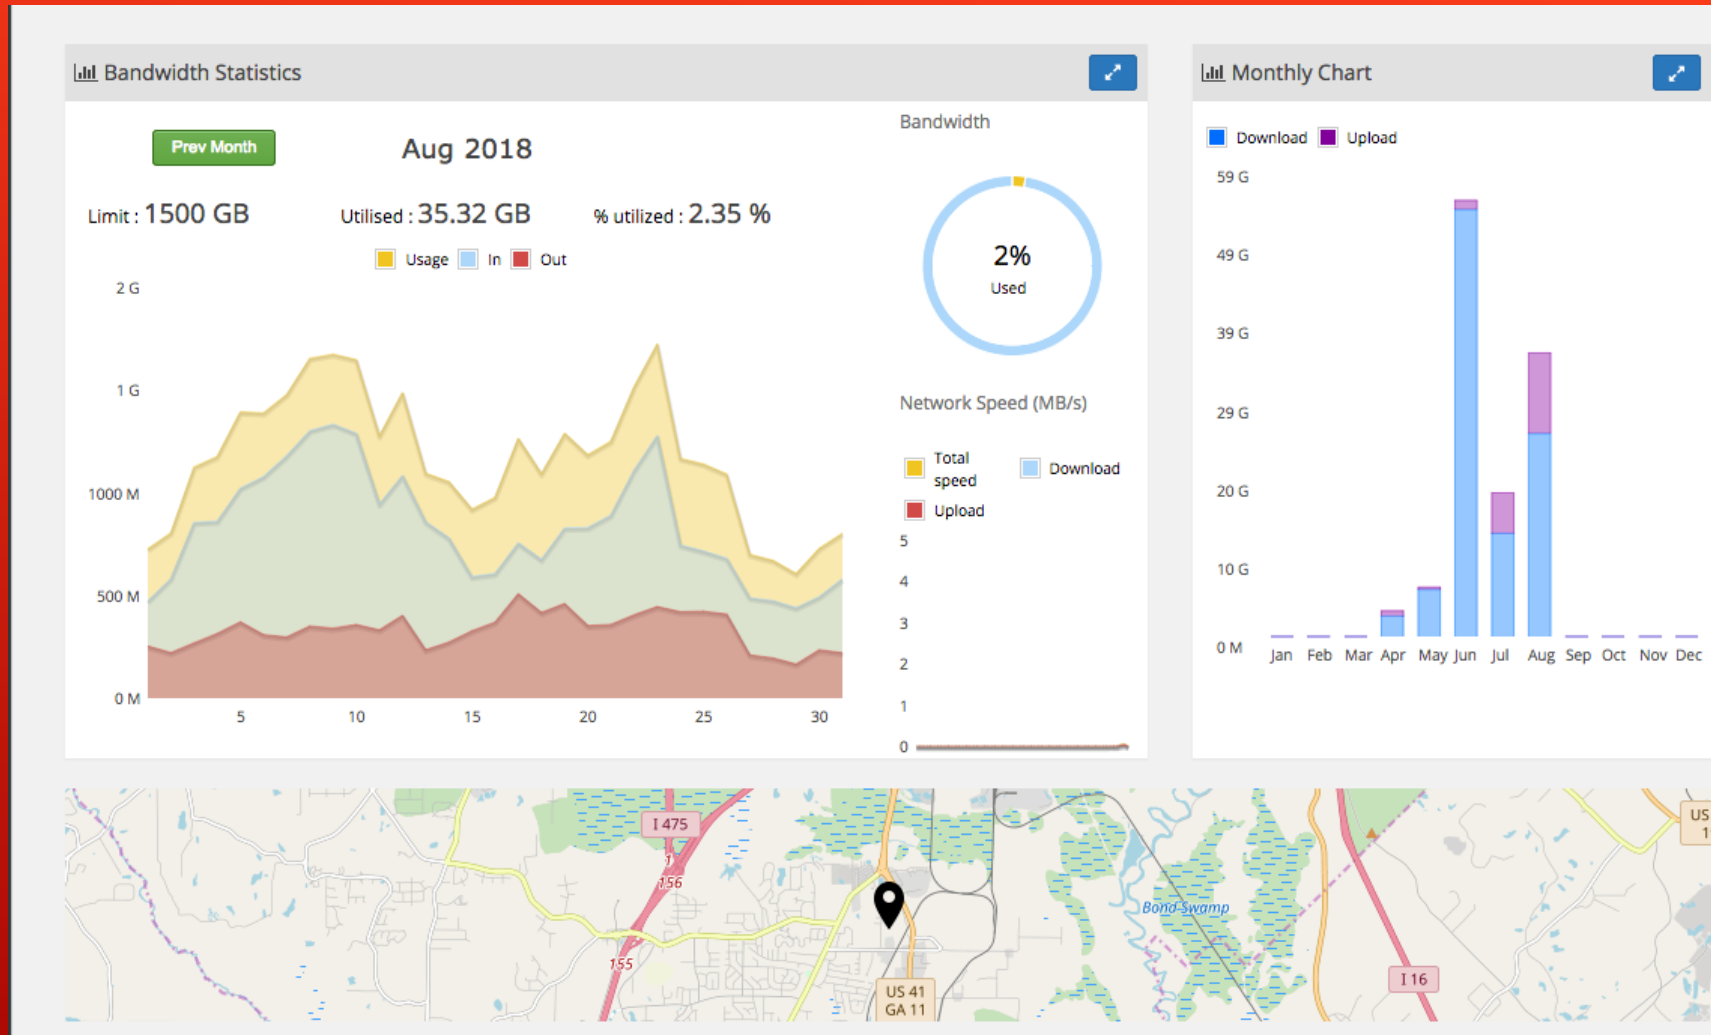 Bandwidth Statistics
Prev Month
Aug 2018
Limit : 1500 GB
Utilised : 35.32 GB
% utilized : 2.35 %
Usage In Out
2 G
1 G
1000 M
500 M
0 M
5 10 15 20 25 30
Bandwidth
2%
Used
Network Speed (MB/s)
Total
speed
Download
Upload
5
4
3
2
1
0
Monthly Chart
Download Upload
59 G
49 G
39 G
29 G
20 G
10 G
0 M
Jan Feb Mar Apr May Jun Jul Aug Sep Oct Nov Dec
I 475
156
155
US 41
GA 11
Bond Swamp
I 16
US